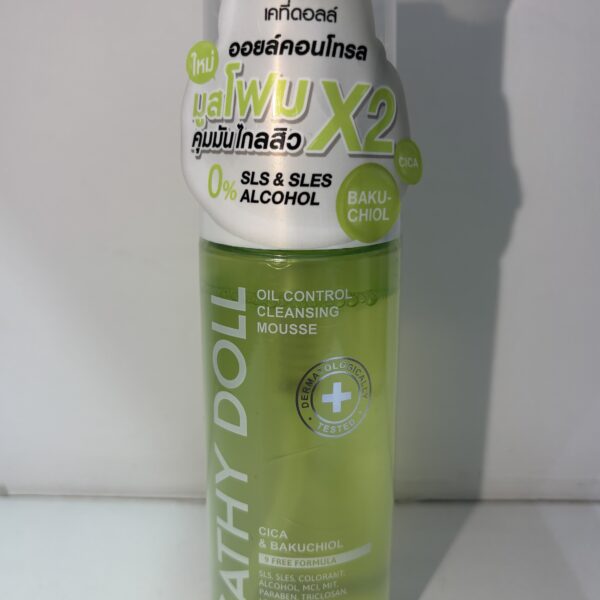 เคที่ดอลล์
ออยล์คอนโทรล
ใหม่
มูสโฟม X2
คุมมันไกลสิว
0% SLS & SLES
ALCOHOL
CICA
BAKU-
CHIOL
OIL CONTROL
CLEANSING
MOUSSE
DERMATOLOGICALLY
TESTED
CATHY DOLL
CICA
& BAKUCHIOL
9 FREE FORMULA
SLS, SLES, COLORANT,
ALCOHOL, MCI, MIT,
PARABEN, TRICLOSAN,